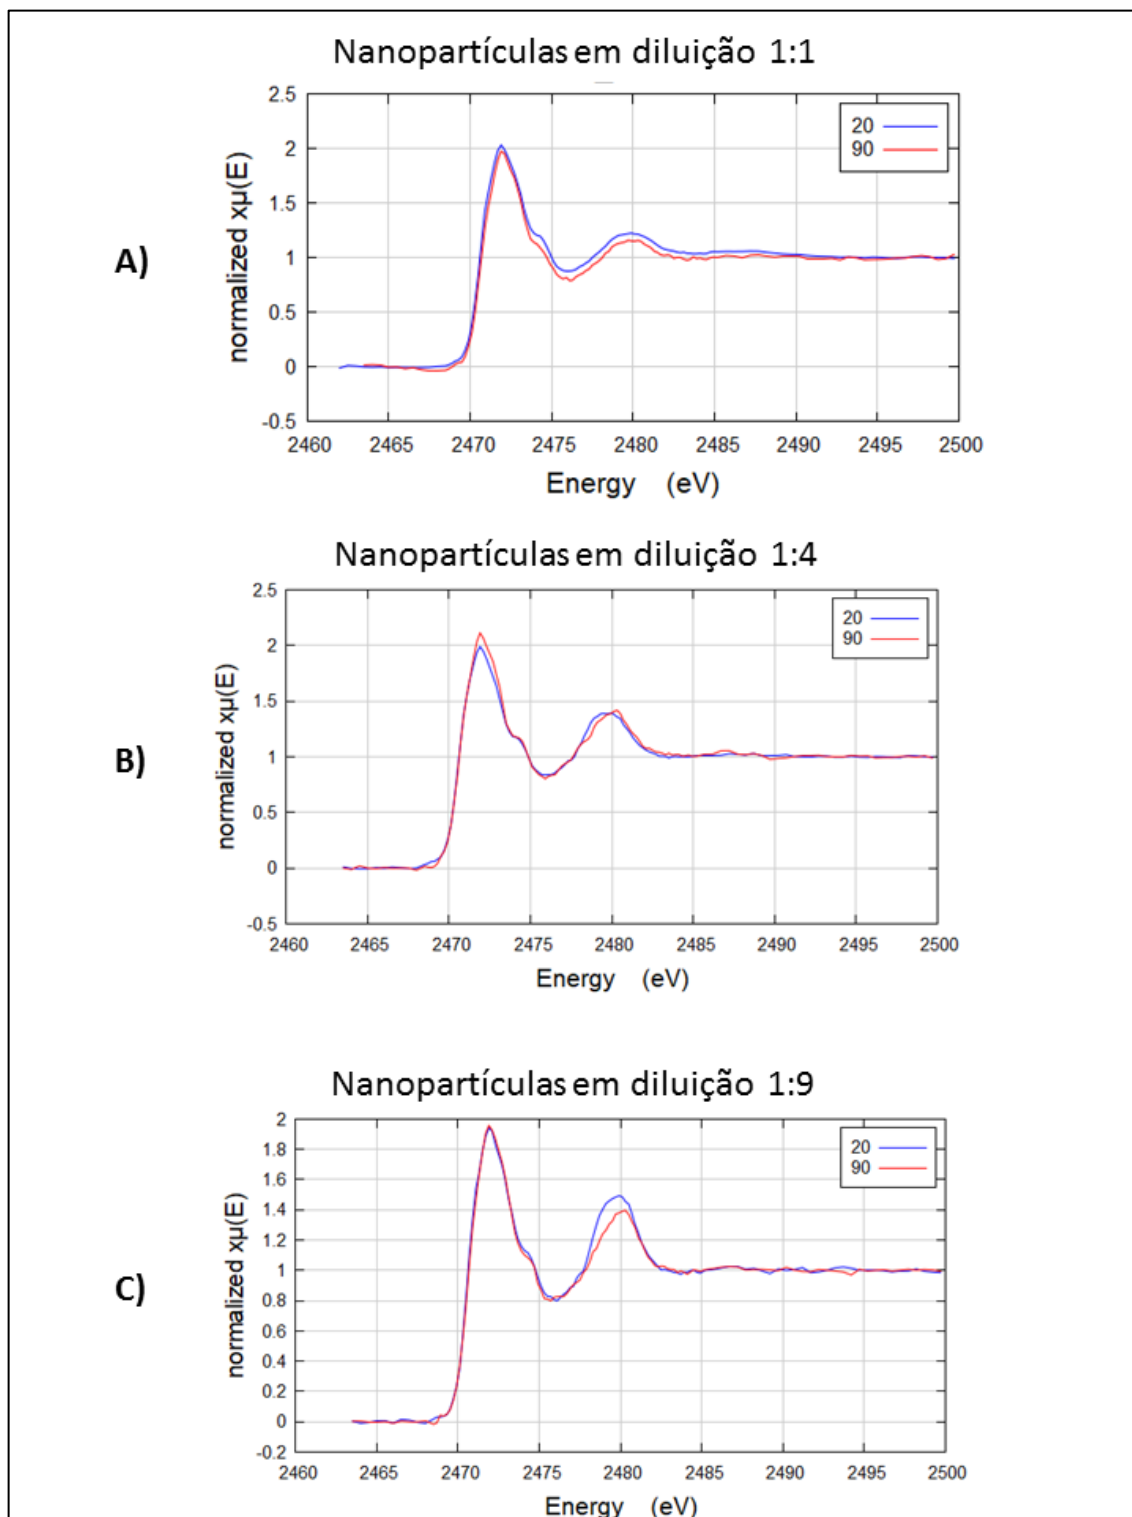 Nanopartículas em diluição 1:1
A)
normalized xμ(E)
2.5
2
1.5
1
0.5
0
-0.5
20
90
2460 2465 2470 2475 2480 2485 2490 2495 2500
Energy (eV)
Nanopartículas em diluição 1:4
B)
normalized xμ(E)
2.5
2
1.5
1
0.5
0
-0.5
20
90
2460 2465 2470 2475 2480 2485 2490 2495 2500
Energy (eV)
Nanopartículas em diluição 1:9
C)
normalized xμ(E)
2
1.8
1.6
1.4
1.2
1
0.8
0.6
0.4
0.2
0
-0.2
20
90
2460 2465 2470 2475 2480 2485 2490 2495 2500
Energy (eV)